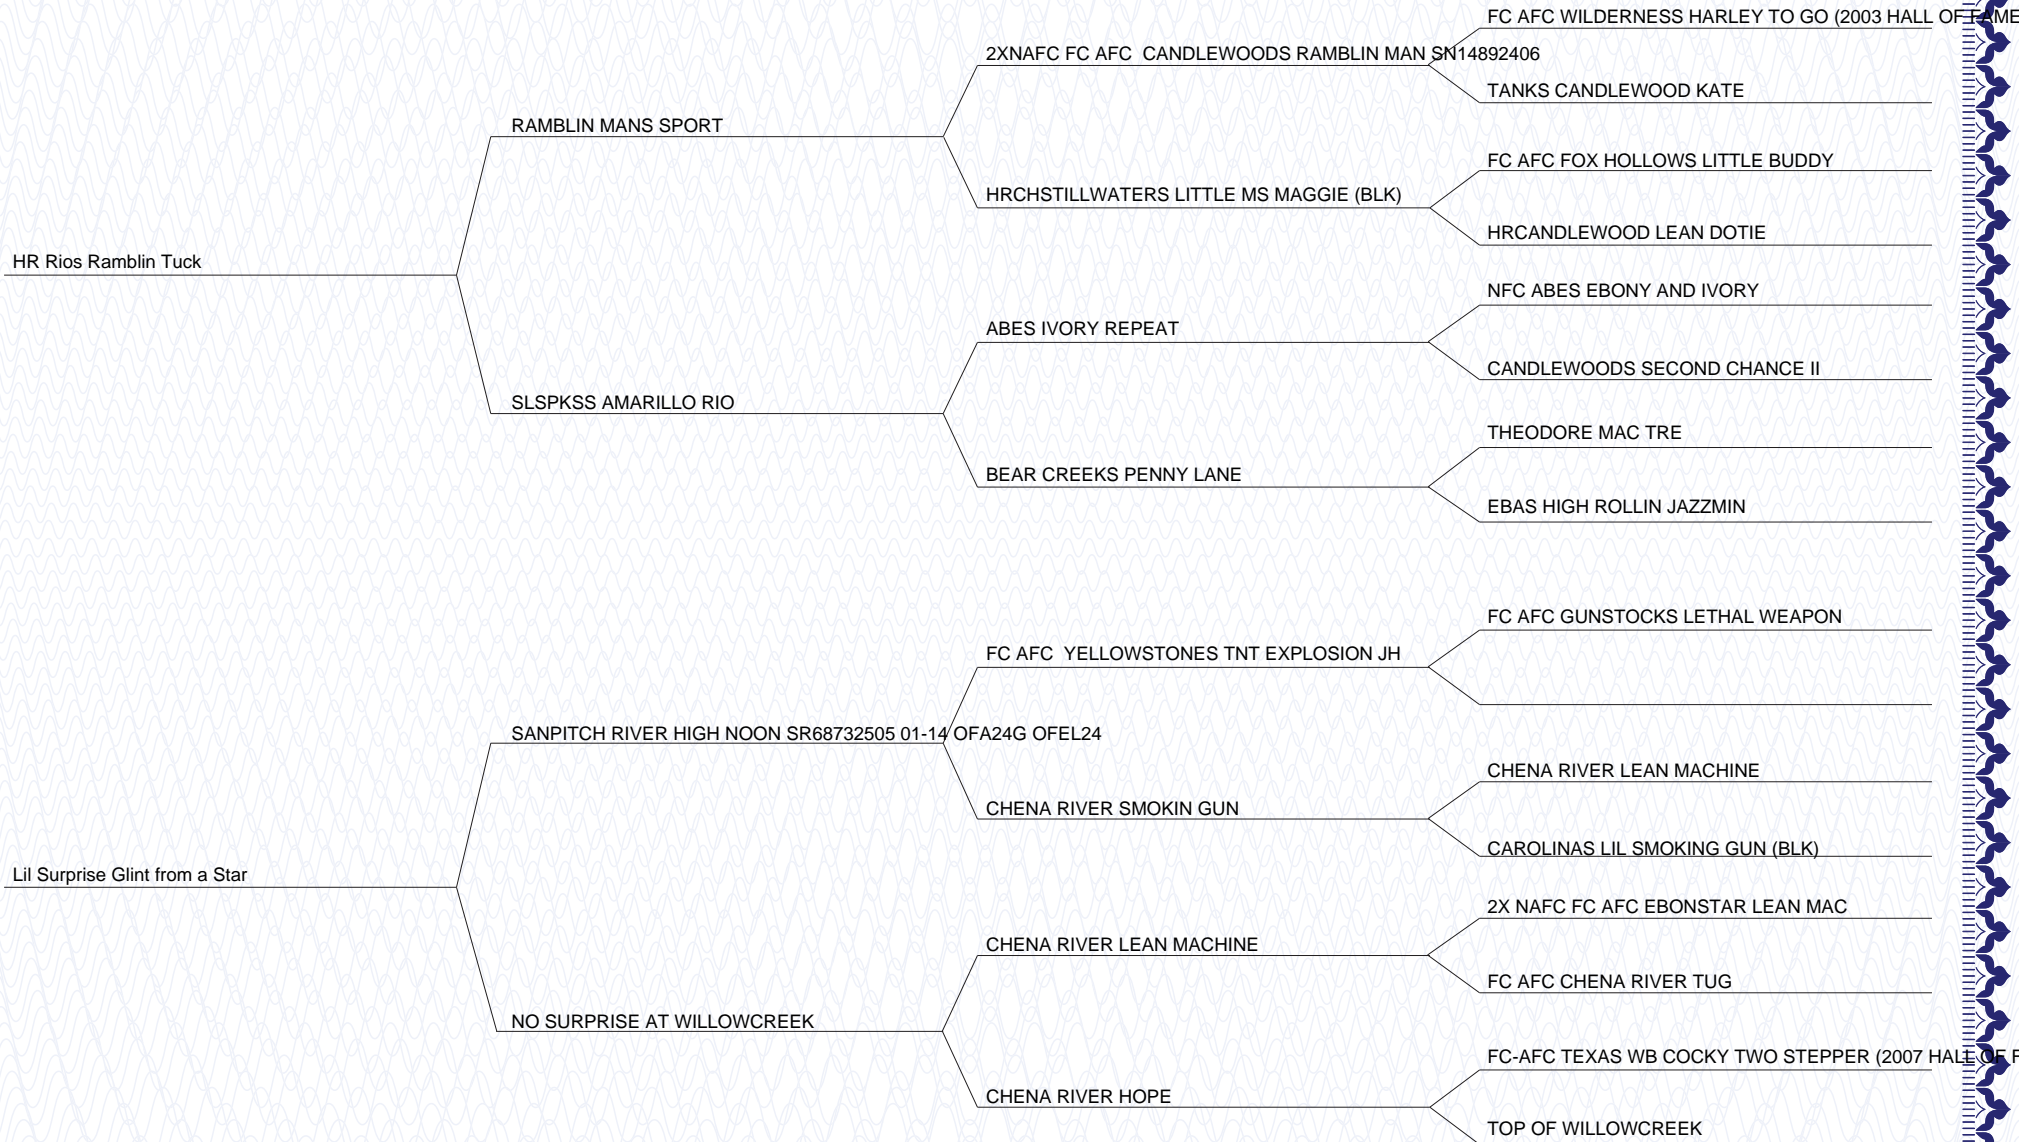 FC AFC WILDERNESS HARLEY TO GO (2003 HALL OF FAME
2XNAFC FC AFC  CANDLEWOODS RAMBLIN MAN SN14892406
TANKS CANDLEWOOD KATE
RAMBLIN MANS SPORT
FC AFC FOX HOLLOWS LITTLE BUDDY
HRCHSTILLWATERS LITTLE MS MAGGIE (BLK)
HRCANDLEWOOD LEAN DOTIE
HR Rios Ramblin Tuck
NFC ABES EBONY AND IVORY
ABES IVORY REPEAT
CANDLEWOODS SECOND CHANCE II
SLSPKSS AMARILLO RIO
THEODORE MAC TRE
BEAR CREEKS PENNY LANE
EBAS HIGH ROLLIN JAZZMIN
FC AFC GUNSTOCKS LETHAL WEAPON
FC AFC  YELLOWSTONES TNT EXPLOSION JH
SANPITCH RIVER HIGH NOON SR68732505 01-14 OFA24G OFEL24
CHENA RIVER LEAN MACHINE
CHENA RIVER SMOKIN GUN
CAROLINAS LIL SMOKING GUN (BLK)
Lil Surprise Glint from a Star
2X NAFC FC AFC EBONSTAR LEAN MAC
CHENA RIVER LEAN MACHINE
FC AFC CHENA RIVER TUG
NO SURPRISE AT WILLOWCREEK
FC-AFC TEXAS WB COCKY TWO STEPPER (2007 HALL OF F
CHENA RIVER HOPE
TOP OF WILLOWCREEK